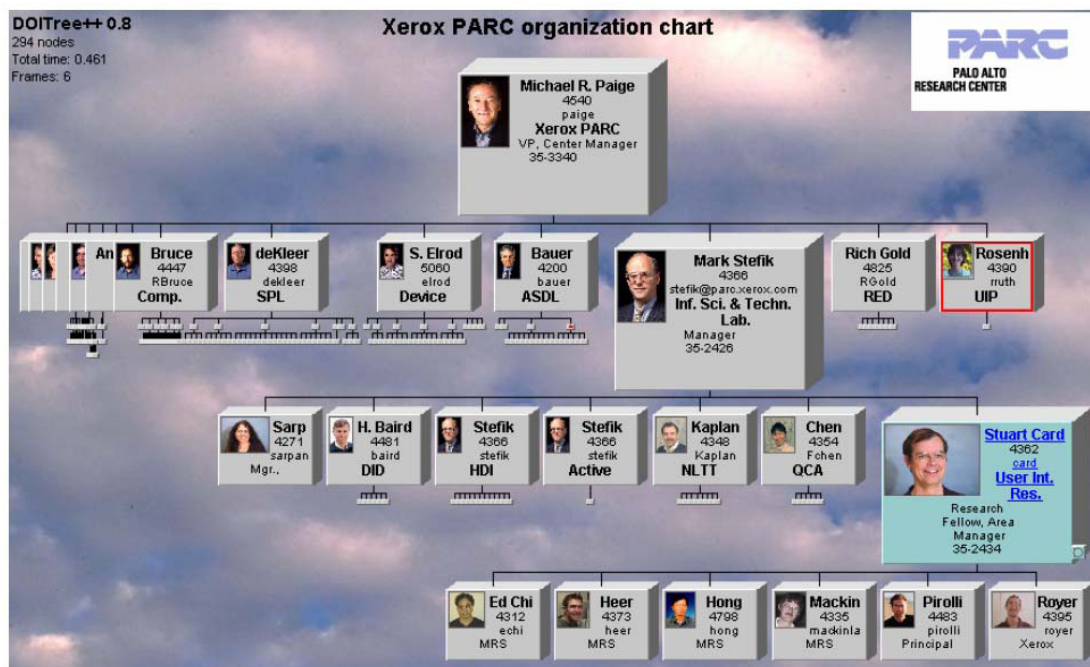 DOITree++ 0.8
294 nodes
Total time: 0.461
Frames: 6
Xerox PARC organization chart
PARC
PALO ALTO
RESEARCH CENTER
Michael R. Paige
4540
paige
Xerox PARC
VP, Center Manager
35-3340
An
Bruce
4447
RBruce
Comp.
deKleer
4398
dekleer
SPL
S. Elrod
5060
elrod
Device
Bauer
4200
bauer
ASDL
Mark Stefik
4366
stefik@parc.xerox.com
Inf. Sci. & Techn.
Lab.
Manager
35-2426
Rich Gold
4825
RGold
RED
Rosenh
4390
rruth
UIP
Sarp
4271
sarpan
Mgr.,
H. Baird
4481
baird
DID
Stefik
4366
stefik
HDI
Stefik
4366
stefik
Active
Kaplan
4348
Kaplan
NLTT
Chen
4354
Fchen
QCA
Stuart Card
4362
card
User Int.
Res.
Research
Fellow, Area
Manager
35-2434
Ed Chi
4312
echi
MRS
Heer
4373
heer
MRS
Hong
4798
hong
MRS
Mackin
4335
mackinla
MRS
Pirolli
4483
pirolli
Principal
Royer
4395
royer
Xerox